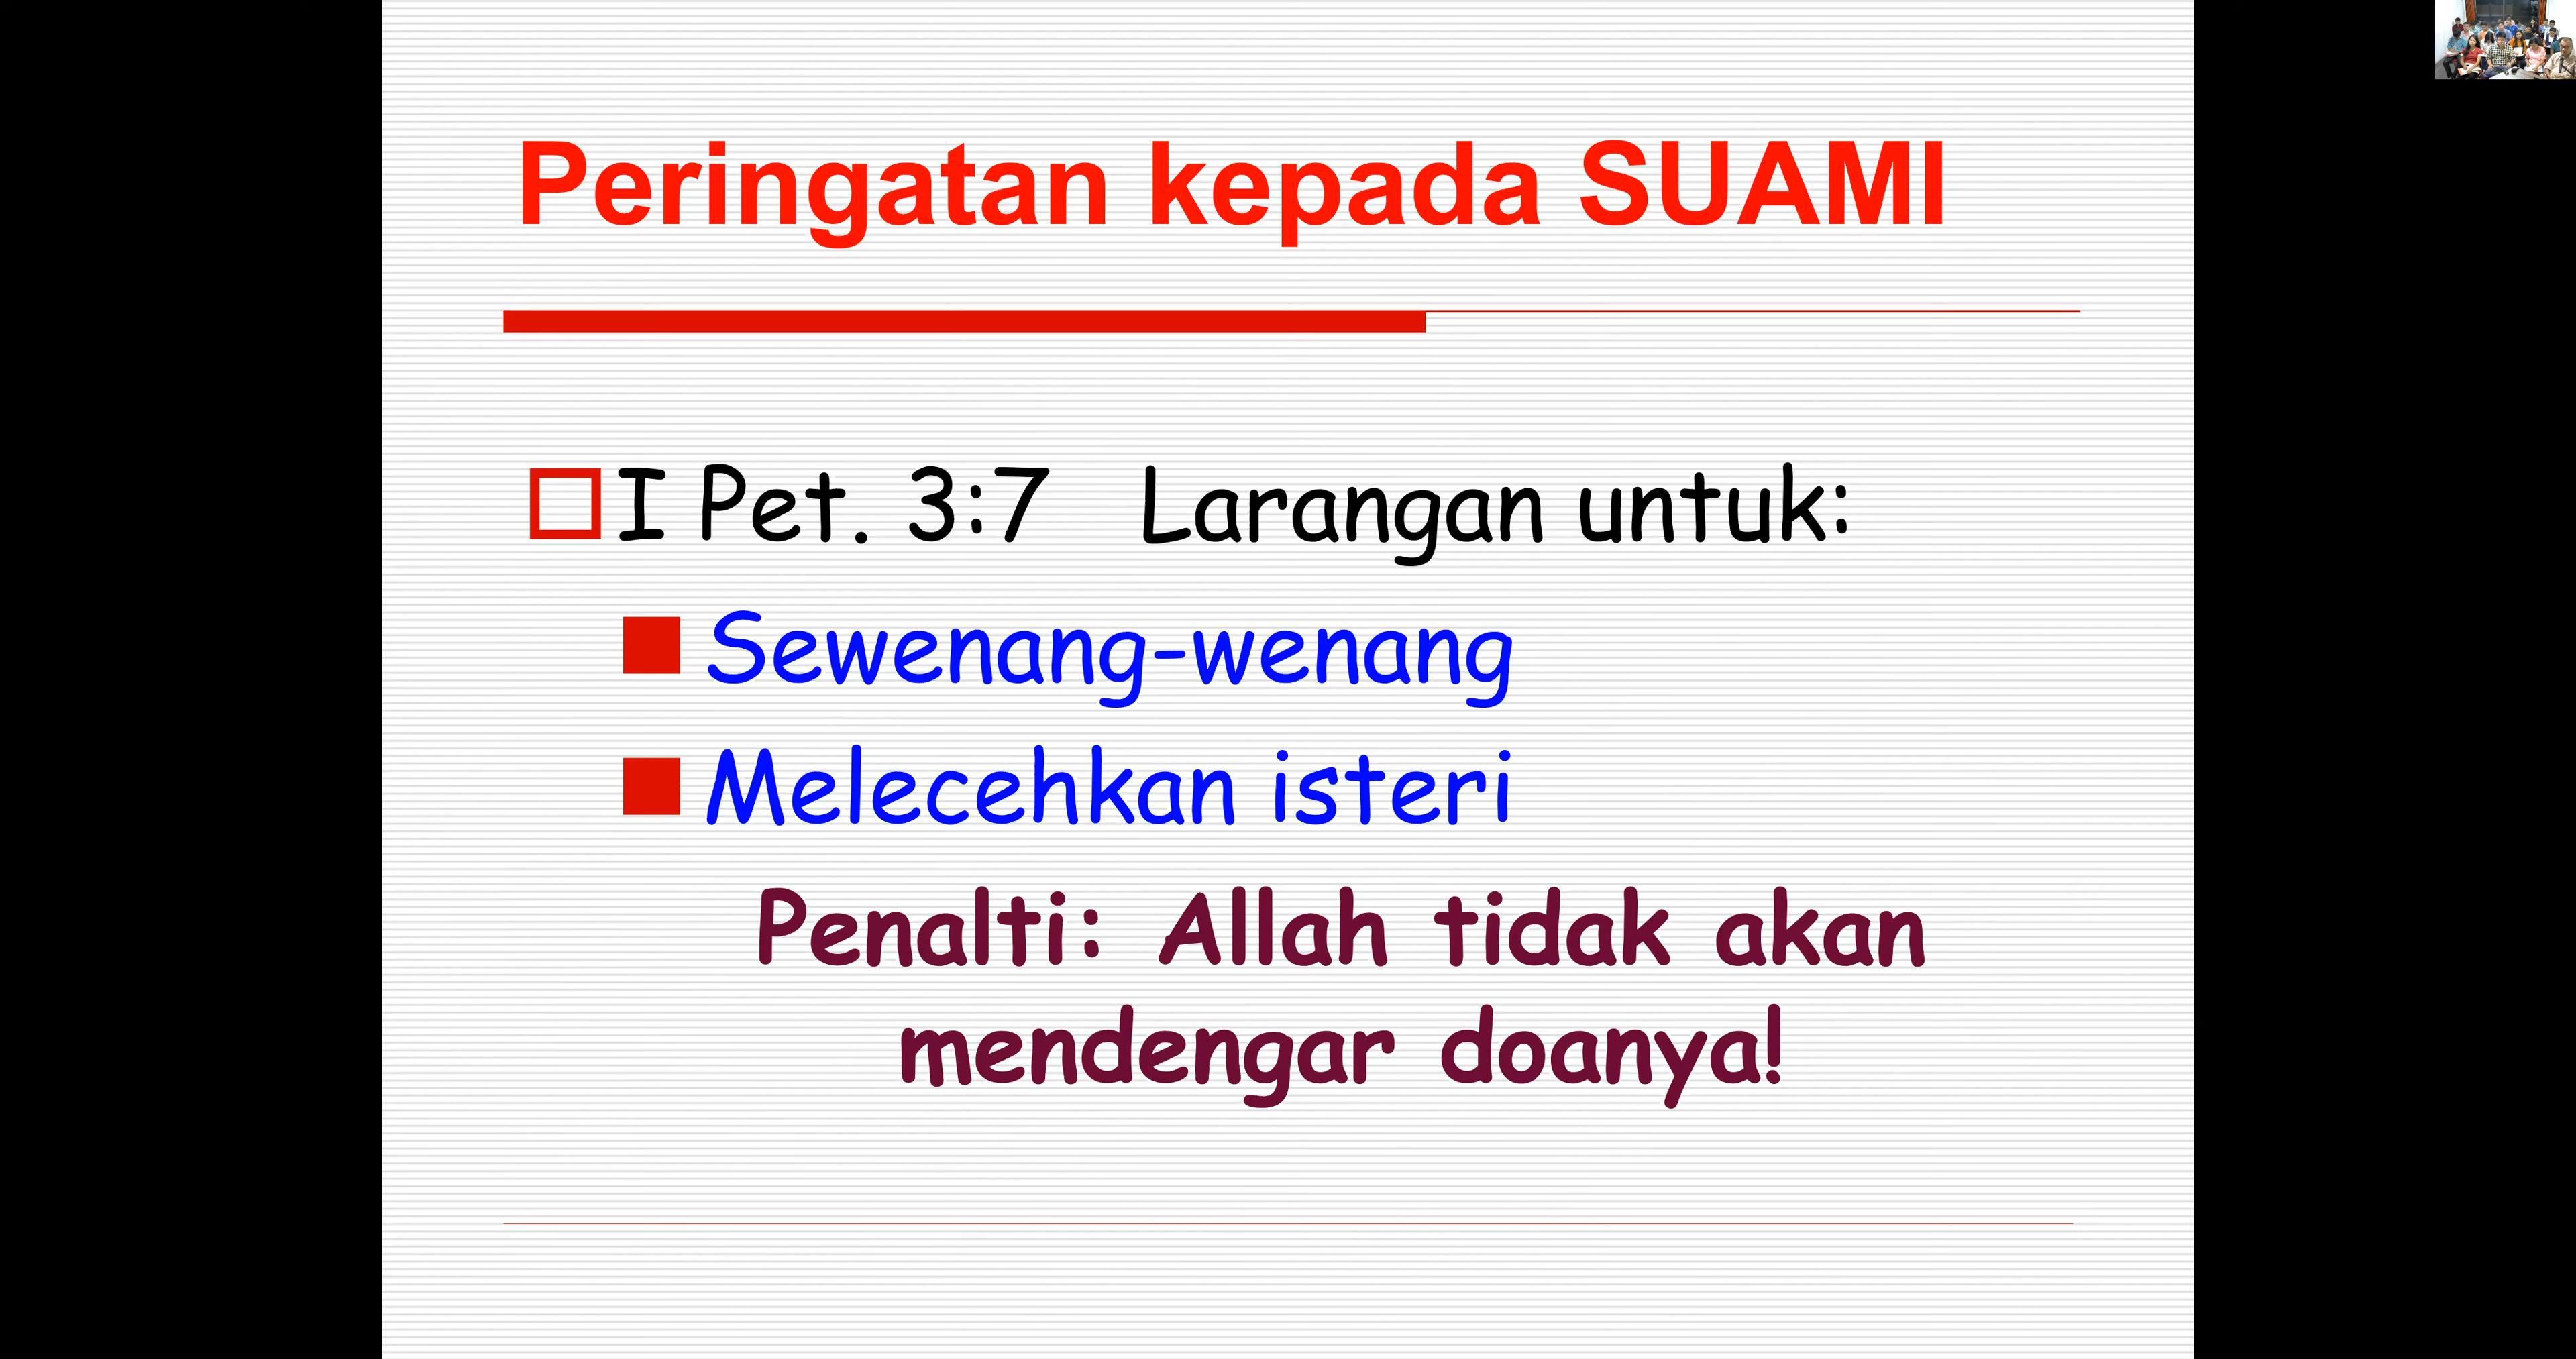 Peringatan kepada SUAMI
I Pet. 3:7 Larangan untuk:
Sewenang-wenang
Melecehkan isteri
Penalti: Allah tidak akan
mendengar doanya!